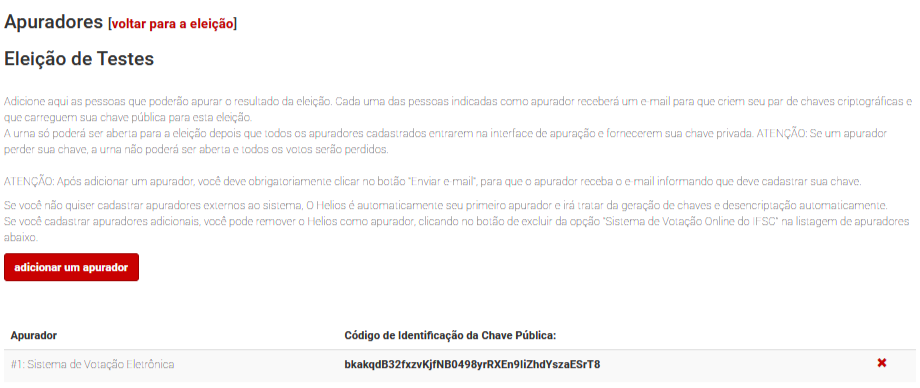 Apuradores [voltar para a eleição]
Eleição de Testes
Adicione aqui as pessoas que poderão apurar o resultado da eleição. Cada uma das pessoas indicadas como apurador receberá um e-mail para que criem seu par de chaves criptográficas e
que carreguem sua chave pública para esta eleição.
A urna só poderá ser aberta para a eleição depois que todos os apuradores cadastrados entrarem na interface de apuração e fornecerem sua chave privada. ATENÇÃO: Se um apurador
perder sua chave, a urna não poderá ser aberta e todos os votos serão perdidos.
ATENÇÃO: Após adicionar um apurador, você deve obrigatoriamente clicar no botão "Enviar e-mail", para que o apurador receba o e-mail informando que deve cadastrar sua chave.
Se você não quiser cadastrar apuradores externos ao sistema, O Helios é automaticamente seu primeiro apurador e irá tratar da geração de chaves e desencriptação automaticamente.
Se você cadastrar apuradores adicionais, você pode remover o Helios como apurador, clicando no botão de excluir da opção "Sistema de Votação Online do IFSC" na listagem de apuradores
abaixo.
adicionar um apurador
Apurador Código de Identificação da Chave Pública:
#1: Sistema de Votação Eletrônica bkakqdB32fxzvKjfNB0498yrRXEn9IiZhdYszaESrT8